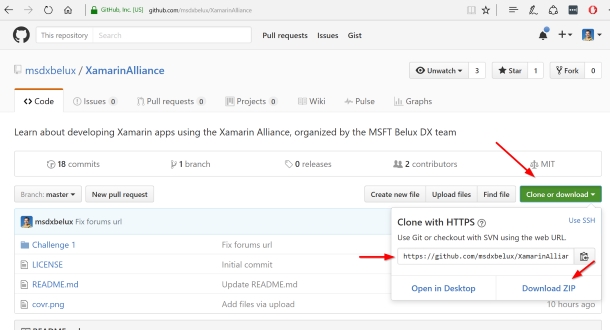 GitHub, Inc. [US] github.com/msdxbelux/XamarinAlliance
This repository Search Pull requests Issues Gist
msdxbelux / XamarinAlliance Unwatch 3 Star 1 Fork 0
Code Issues 0 Pull requests 0 Projects 0 Wiki Pulse Graphs
Learn about developing Xamarin apps using the Xamarin Alliance, organized by the MSFT Belux DX team
18 commits 1 branch 0 releases 2 contributors MIT
Branch: master New pull request Create new file Upload files Find file Clone or download
msdxbelux Fix forums url
Clone with HTTPS Use SSH
Use Git or checkout with SVN using the web URL.
https://github.com/msdxbelux/XamarinAllian
Open in Desktop Download ZIP
Challenge 1 Fix forums url
LICENSE Initial commit
README.md Update README.md
covr.png Add files via upload 10 hours ago